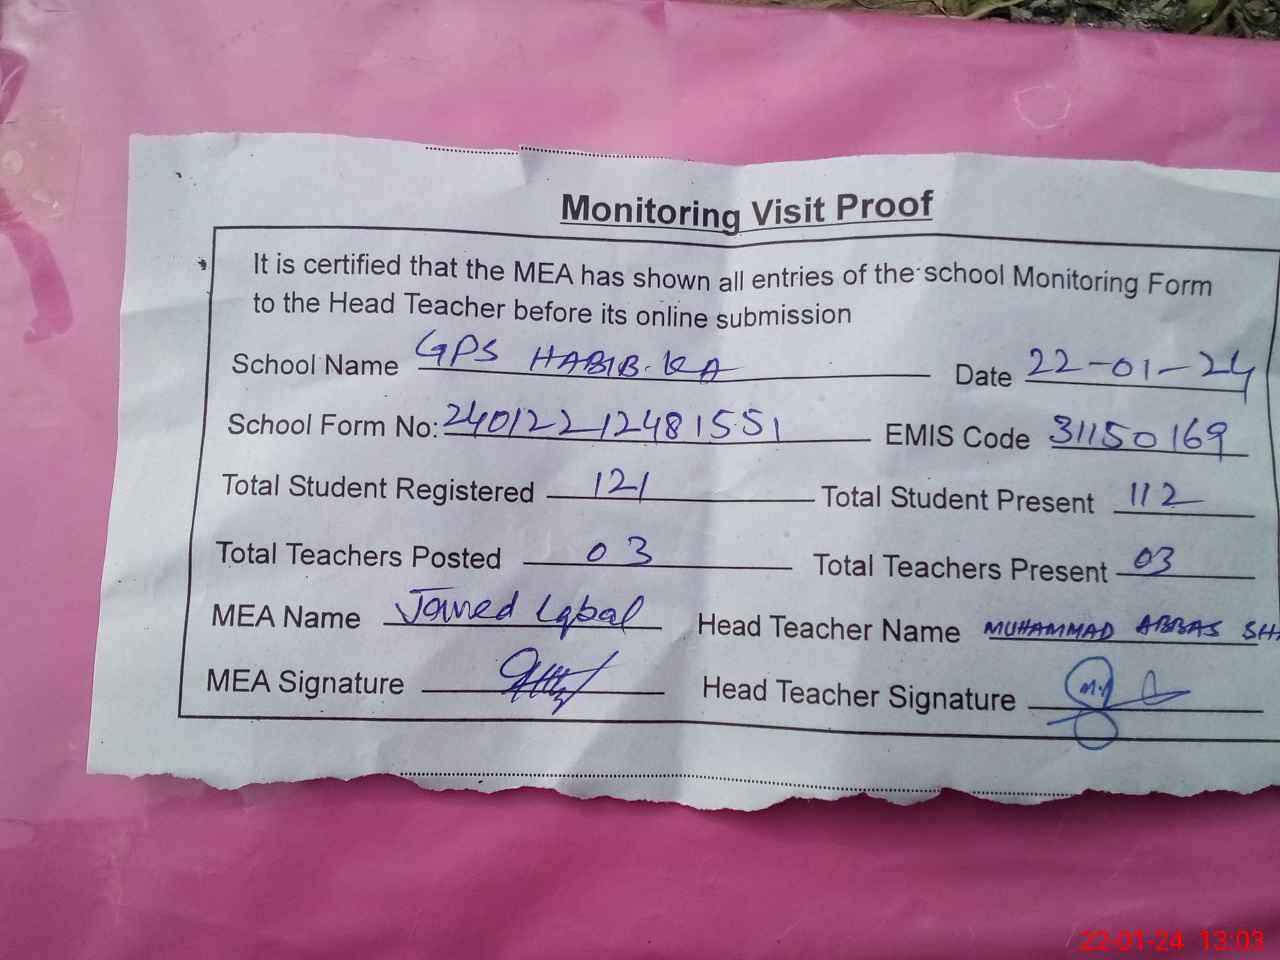 Monitoring Visit Proof
It is certified that the MEA has shown all entries of the school Monitoring Form
to the Head Teacher before its online submission
School Name GPS HABIB.KA Date 22-01-24
School Form No: 24012212481551 EMIS Code 31150169
Total Student Registered 121 Total Student Present 112
Total Teachers Posted 03 Total Teachers Present 03
MEA Name Javed Iqbal Head Teacher Name MUHAMMAD ABBAS
MEA Signature Head Teacher Signature
22-01-24 13:03